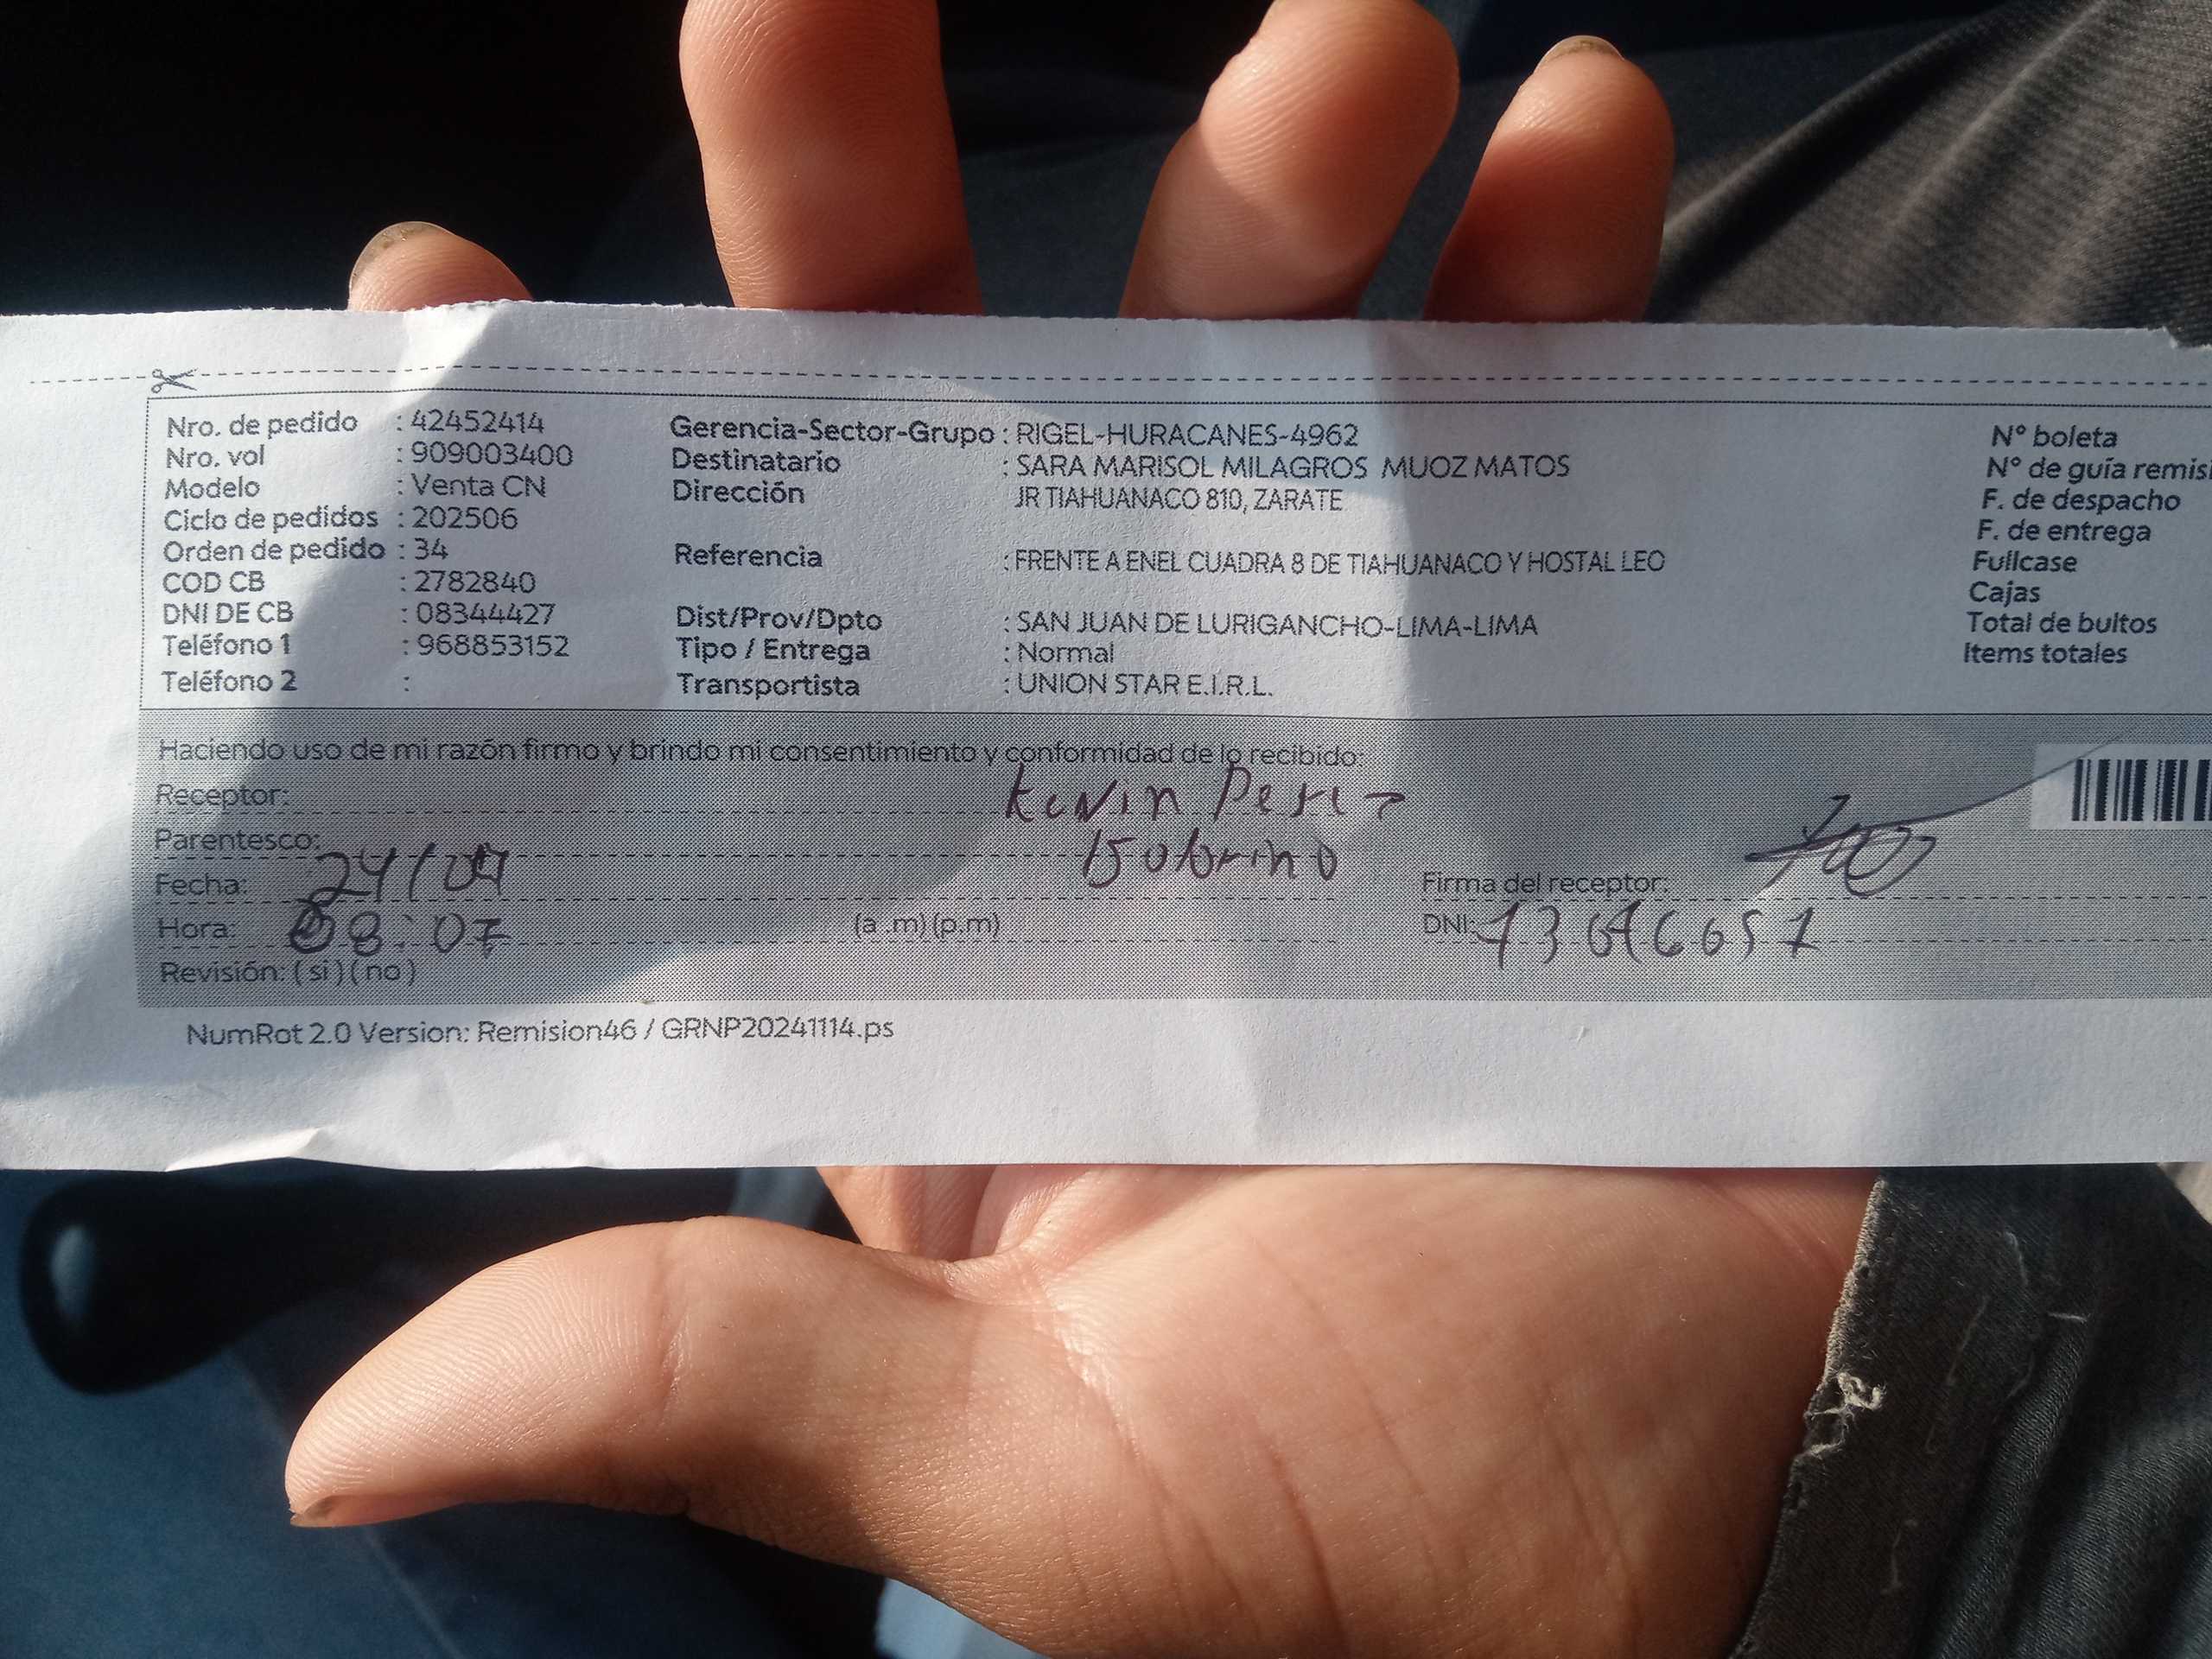 Nro. de pedido : 42452414
Nro. vol : 909003400
Modelo : Venta CN
Ciclo de pedidos : 202506
Orden de pedido : 34
COD CB : 2782840
DNI DE CB : 08344427
Teléfono 1 : 968853152
Teléfono 2 :
Gerencia-Sector-Grupo : RIGEL-HURACANES-4962
Destinatario : SARA MARISOL MILAGROS MUOZ MATOS
Dirección JR TIAHUANACO 810, ZARATE
Referencia : FRENTE A ENEL CUADRA 8 DE TIAHUANACO Y HOSTAL LEO
Dist/Prov/Dpto : SAN JUAN DE LURIGANCHO-LIMA-LIMA
Tipo / Entrega : Normal
Transportista : UNION STAR E.I.R.L.
N° boleta
N° de guía remisi
F. de despacho
F. de entrega
Fullcase
Cajas
Total de bultos
Items totales
Haciendo uso de mi razón firmo y brindo mi consentimiento y conformidad de lo recibido:
Receptor: Kevin Perez
Parentesco: Sobrino
Fecha: 24/04
Firma del receptor:
Hora: 08:07 (a .m) (p.m)
DNI:
Revisión: ( si ) ( no )
NumRot 2.0 Version: Remision46 / GRNP20241114.ps